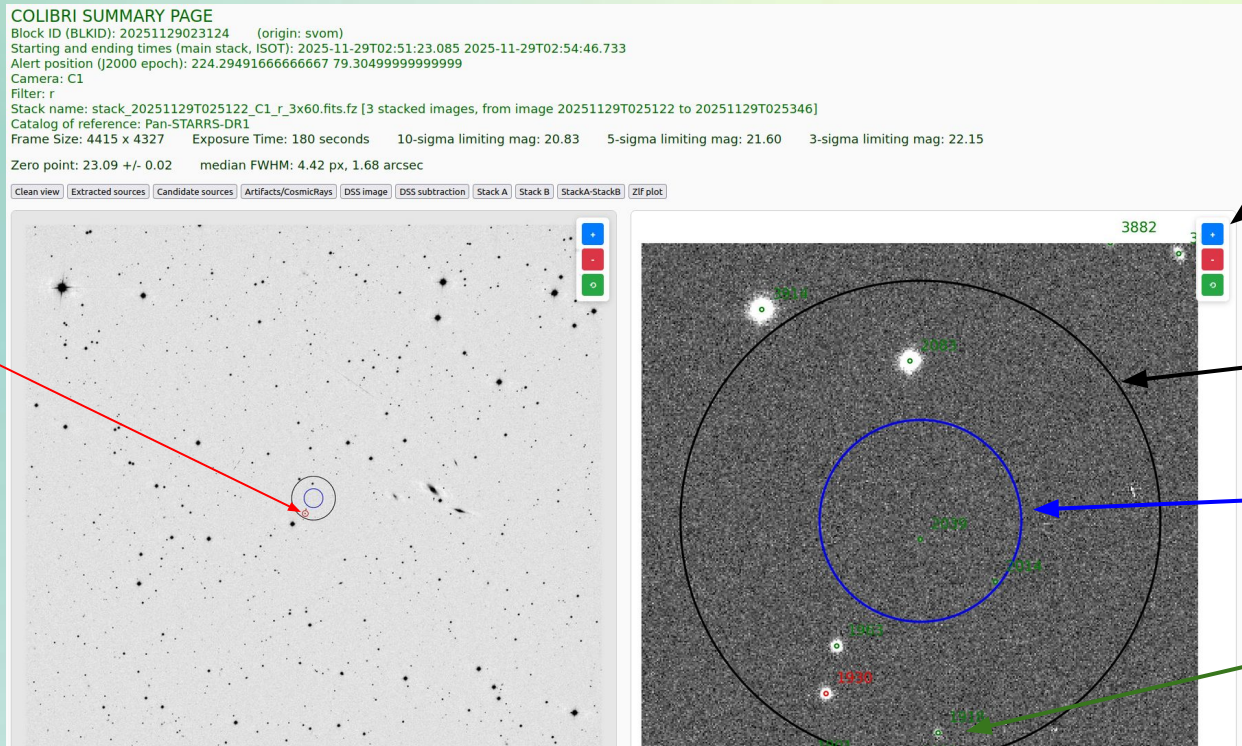 COLIBRI SUMMARY PAGE
Block ID (BLKID): 20251129023124 (origin: svom)
Starting and ending times (main stack, ISOT): 2025-11-29T02:51:23.085 2025-11-29T02:54:46.733
Alert position (J2000 epoch): 224.29491666666667 79.30499999999999
Camera: C1
Filter: r
Stack name: stack_20251129T025122_C1_r_3x60.fits.fz [3 stacked images, from image 20251129T025122 to 20251129T025346]
Catalog of reference: Pan-STARRS-DR1
Frame Size: 4415 x 4327 Exposure Time: 180 seconds 10-sigma limiting mag: 20.83 5-sigma limiting mag: 21.60 3-sigma limiting mag: 22.15
Zero point: 23.09 +/- 0.02 median FWHM: 4.42 px, 1.68 arcsec
Clean view Extracted sources Candidate sources Artifacts/CosmicRays DSS image DSS subtraction Stack A Stack B StackA-StackB Zlf plot
3882
+ +
- -
1930